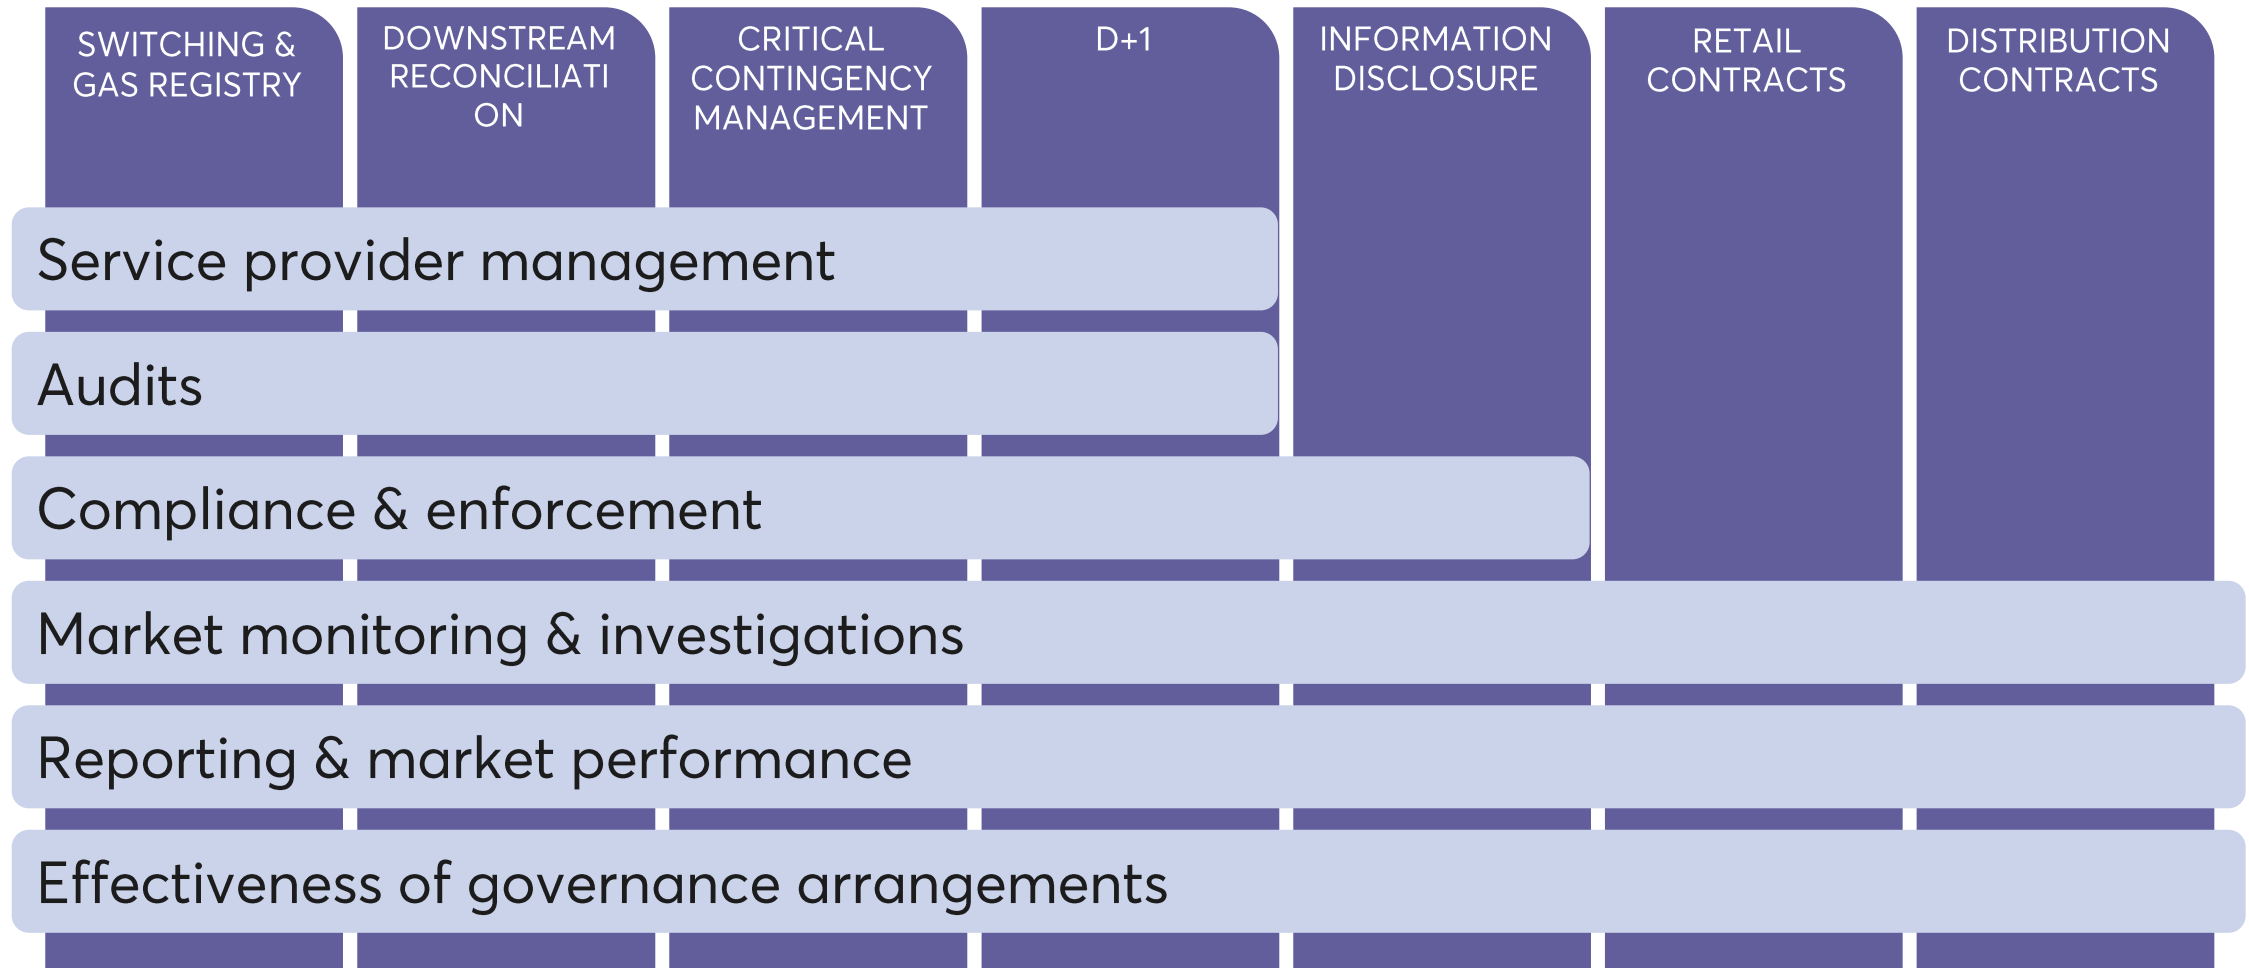 SWITCHING &
GAS REGISTRY
DOWNSTREAM
RECONCILIATI
ON
CRITICAL
CONTINGENCY
MANAGEMENT
D+1
INFORMATION
DISCLOSURE
RETAIL
CONTRACTS
DISTRIBUTION
CONTRACTS
Service provider management
Audits
Compliance & enforcement
Market monitoring & investigations
Reporting & market performance
Effectiveness of governance arrangements